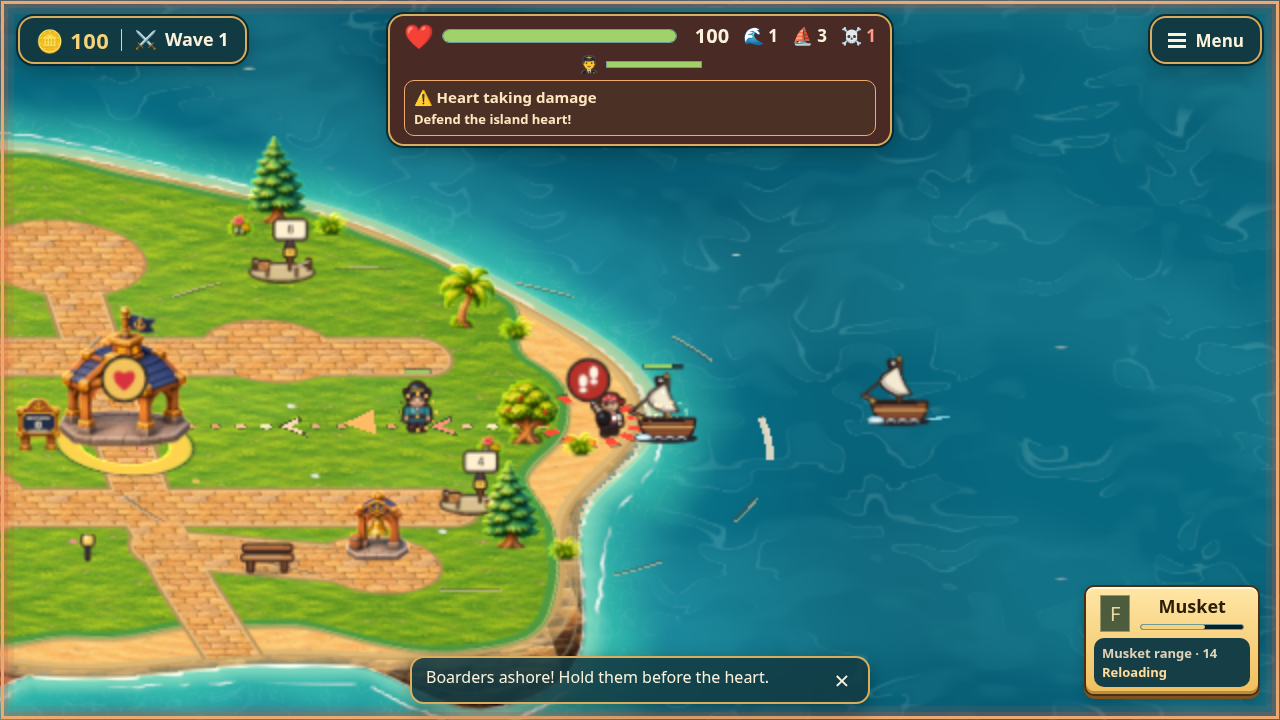 100
Wave 1
100 1 3 1
Heart taking damage
Defend the island heart!
Menu
6
4
F
Musket
Musket range · 14
Reloading
Boarders ashore! Hold them before the heart.